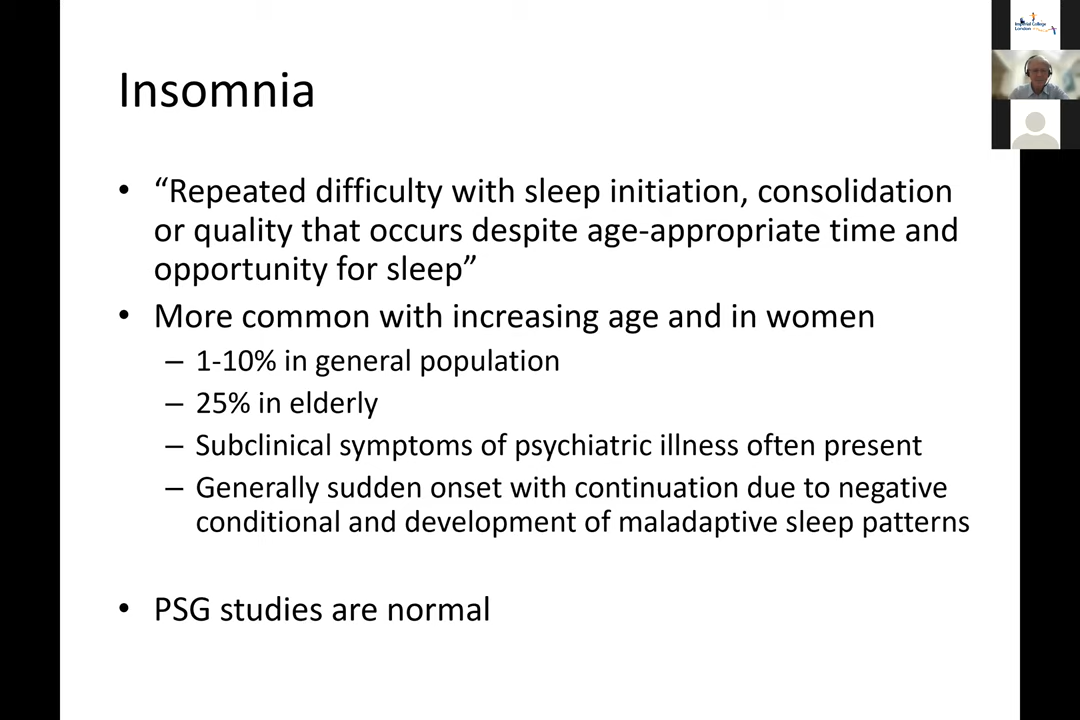 Imperial College
London
Insomnia
• “Repeated difficulty with sleep initiation, consolidation
or quality that occurs despite age-appropriate time and
opportunity for sleep”
• More common with increasing age and in women
– 1-10% in general population
– 25% in elderly
– Subclinical symptoms of psychiatric illness often present
– Generally sudden onset with continuation due to negative
conditional and development of maladaptive sleep patterns
• PSG studies are normal